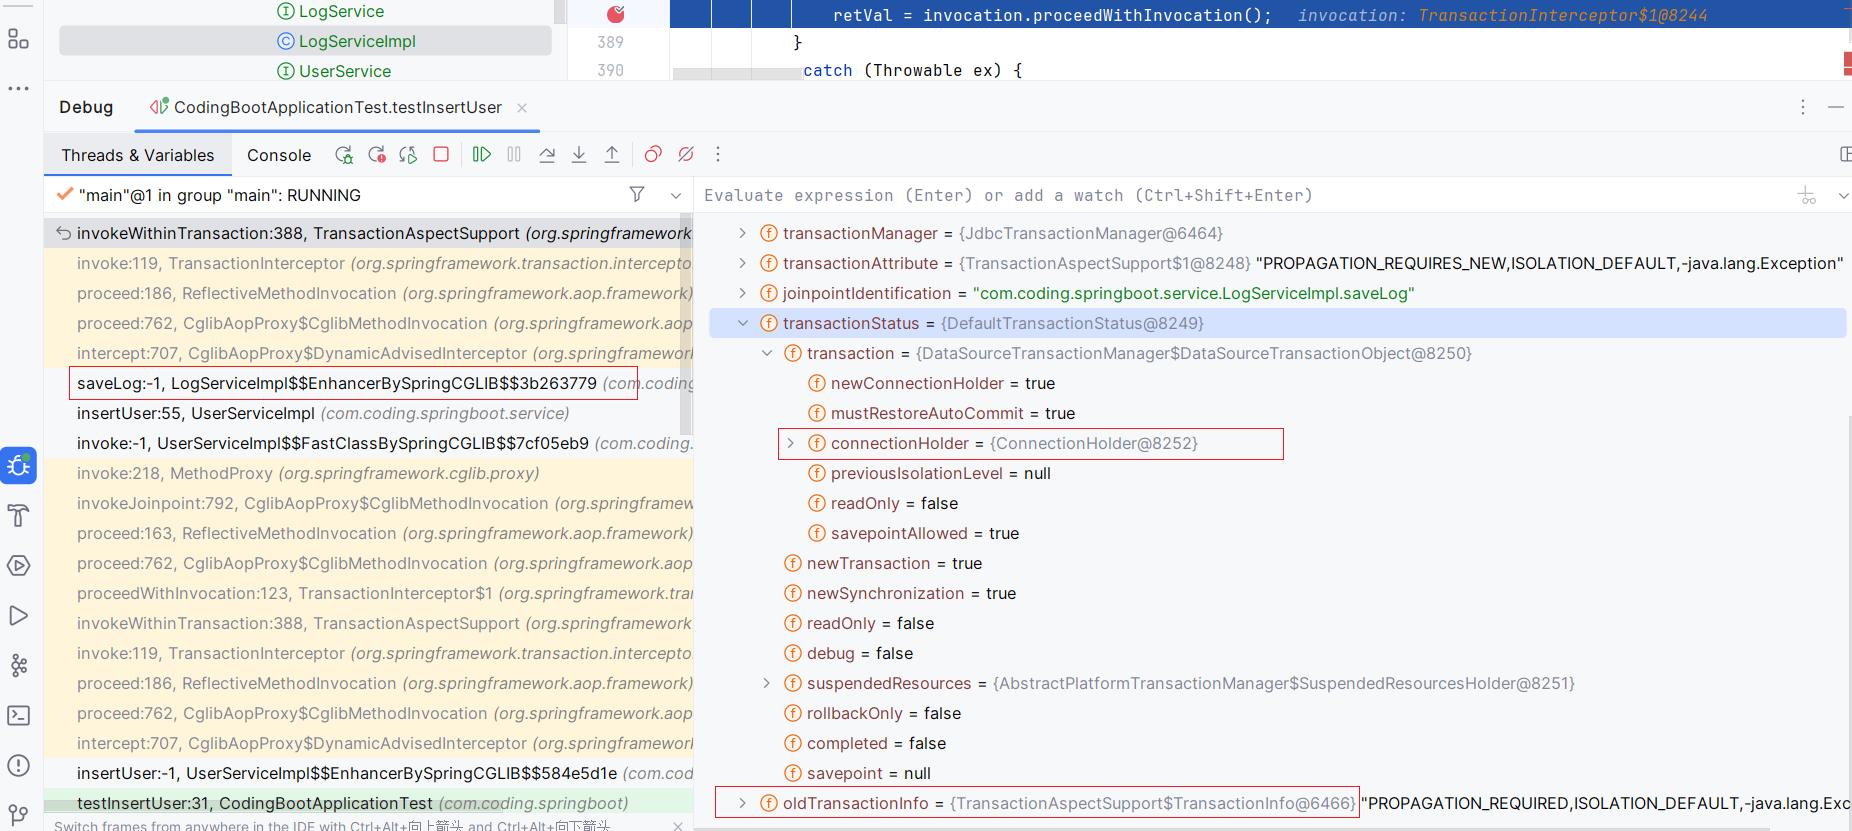 LogService
LogServiceImpl
UserService
retVal = invocation.proceedWithInvocation(); invocation: TransactionInterceptor$1@8244
389 }
390 catch (Throwable ex) {
Debug CodingBootApplicationTest.testInsertUser
Threads & Variables Console
"main"@1 in group "main": RUNNING
Evaluate expression (Enter) or add a watch (Ctrl+Shift+Enter)
invokeWithinTransaction:388, TransactionAspectSupport (org.springframework
invoke:119, TransactionInterceptor (org.springframework.transaction.intercepto
proceed:186, ReflectiveMethodInvocation (org.springframework.aop.framework)
proceed:762, CglibAopProxy$CglibMethodInvocation (org.springframework.aop
intercept:707, CglibAopProxy$DynamicAdvisedInterceptor (org.springframework
saveLog:-1, LogServiceImpl$$EnhancerBySpringCGLIB$$3b263779 (com.coding
insertUser:55, UserServiceImpl (com.coding.springboot.service)
invoke:-1, UserServiceImpl$$FastClassBySpringCGLIB$$7cf05eb9 (com.coding.
invoke:218, MethodProxy (org.springframework.cglib.proxy)
invokeJoinpoint:792, CglibAopProxy$CglibMethodInvocation (org.springframew
proceed:163, ReflectiveMethodInvocation (org.springframework.aop.framework)
proceed:762, CglibAopProxy$CglibMethodInvocation (org.springframework.aop
proceedWithInvocation:123, TransactionInterceptor$1 (org.springframework.tra
invokeWithinTransaction:388, TransactionAspectSupport (org.springframework
invoke:119, TransactionInterceptor (org.springframework.transaction.intercepto
proceed:186, ReflectiveMethodInvocation (org.springframework.aop.framework)
proceed:762, CglibAopProxy$CglibMethodInvocation (org.springframework.aop
intercept:707, CglibAopProxy$DynamicAdvisedInterceptor (org.springframework
insertUser:-1, UserServiceImpl$$EnhancerBySpringCGLIB$$584e5d1e (com.cod
testInsertUser:31, CodingBootApplicationTest (com.coding.springboot)
Switch frames from anywhere in the IDE with Ctrl+Alt+向上箭头 and Ctrl+Alt+向下箭头
transactionManager = {JdbcTransactionManager@6464}
transactionAttribute = {TransactionAspectSupport$1@8248} "PROPAGATION_REQUIRES_NEW,ISOLATION_DEFAULT,-java.lang.Exception"
joinpointIdentification = "com.coding.springboot.service.LogServiceImpl.saveLog"
transactionStatus = {DefaultTransactionStatus@8249}
transaction = {DataSourceTransactionManager$DataSourceTransactionObject@8250}
newConnectionHolder = true
mustRestoreAutoCommit = true
connectionHolder = {ConnectionHolder@8252}
previousIsolationLevel = null
readOnly = false
savepointAllowed = true
newTransaction = true
newSynchronization = true
readOnly = false
debug = false
suspendedResources = {AbstractPlatformTransactionManager$SuspendedResourcesHolder@8251}
rollbackOnly = false
completed = false
savepoint = null
oldTransactionInfo = {TransactionAspectSupport$TransactionInfo@6466} "PROPAGATION_REQUIRED,ISOLATION_DEFAULT,-java.lang.Exc